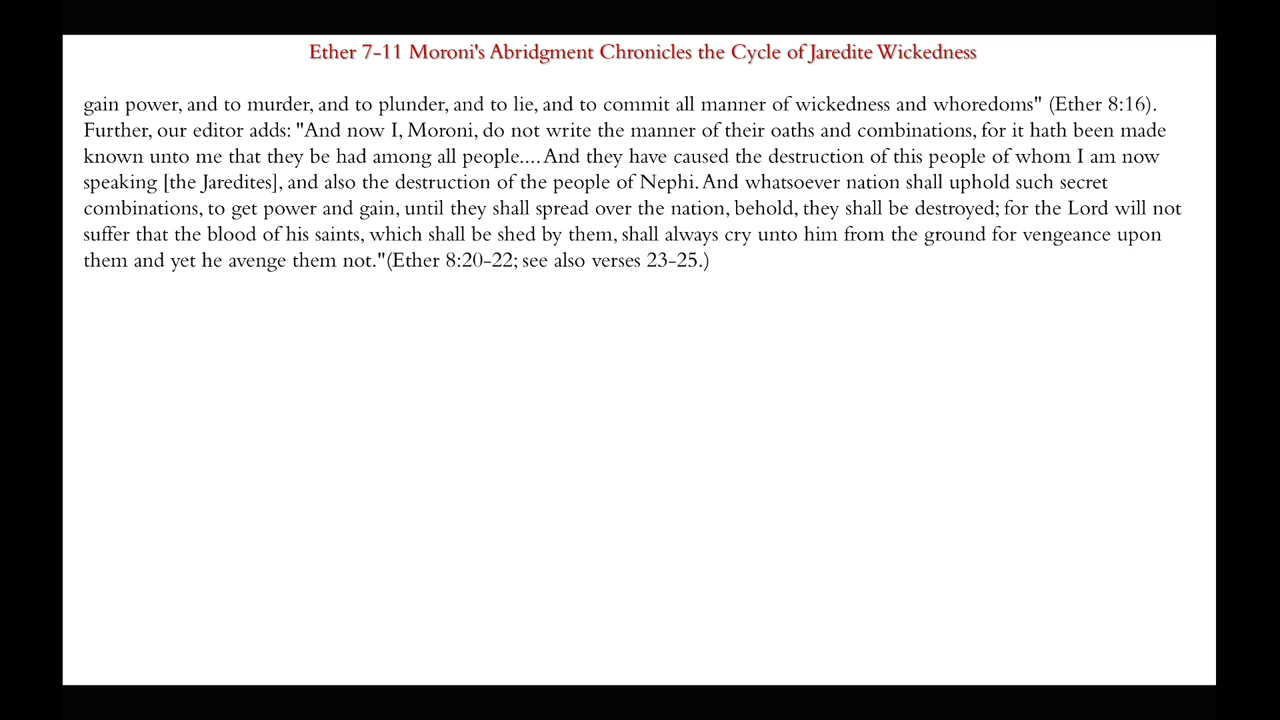 Ether 7-11 Moroni's Abridgment Chronicles the Cycle of Jaredite Wickedness
gain power, and to murder, and to plunder, and to lie, and to commit all manner of wickedness and whoredoms" (Ether 8:16).
Further, our editor adds: "And now I, Moroni, do not write the manner of their oaths and combinations, for it hath been made
known unto me that they be had among all people.... And they have caused the destruction of this people of whom I am now
speaking [the Jaredites], and also the destruction of the people of Nephi. And whatsoever nation shall uphold such secret
combinations, to get power and gain, until they shall spread over the nation, behold, they shall be destroyed; for the Lord will not
suffer that the blood of his saints, which shall be shed by them, shall always cry unto him from the ground for vengeance upon
them and yet he avenge them not."(Ether 8:20-22; see also verses 23-25.)